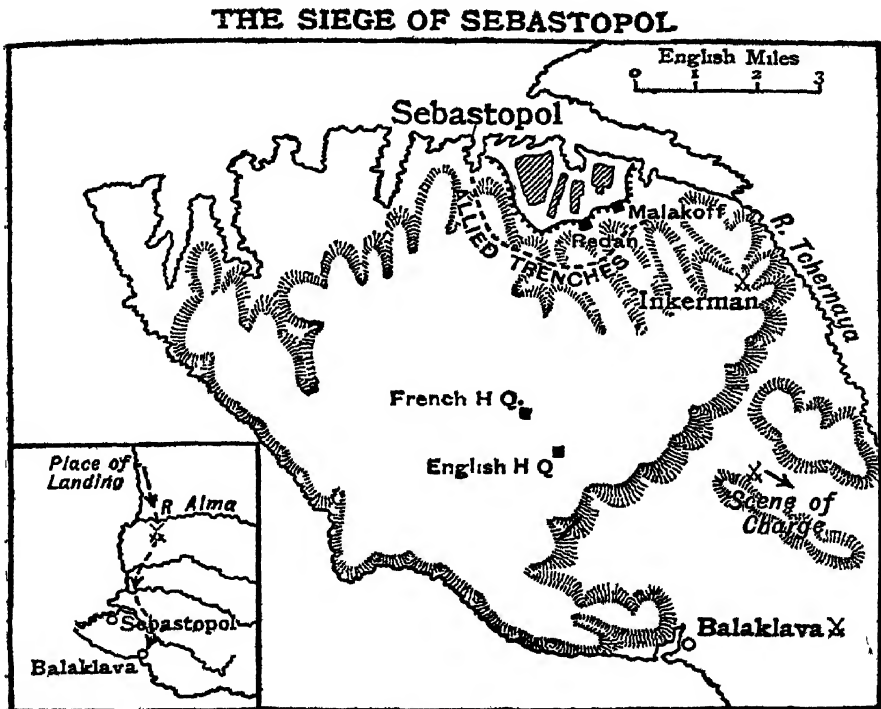 THE SIEGE OF SEBASTOPOL
English Miles
0 1 2 3
Sebastopol
Malakoff
Redan
ALLIED TRENCHES
Inkerman
R. Tchernaya
French H Q.
English H Q
Scene of
Charge
Balaklava
Place of
Landing
R Alma
Sebastopol
Balaklava